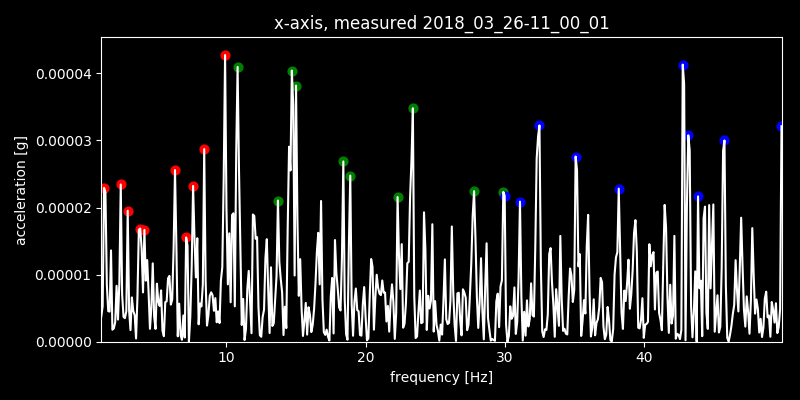 x-axis, measured 2018_03_26-11_00_01
0.00004
0.00003
0.00002
0.00001
0.00000
acceleration [g]
10 20 30 40
frequency [Hz]